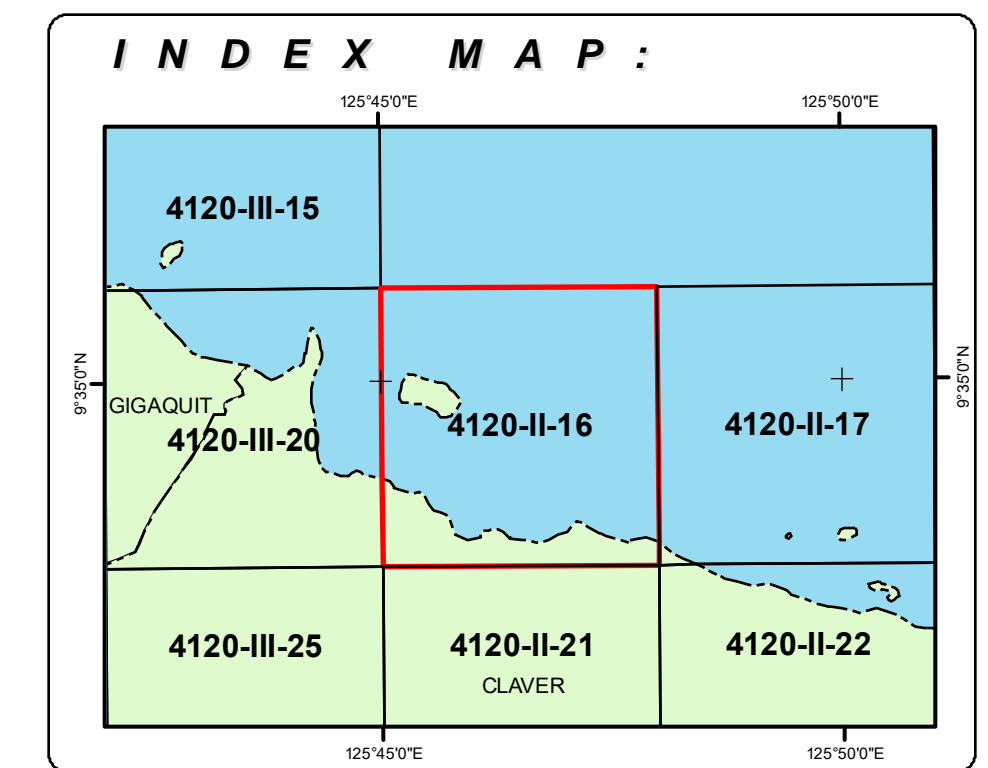 INDEX MAP:
125°45'0"E
125°50'0"E
4120-III-15
9°35'0"N
9°35'0"N
GIGAQUIT
4120-III-20
4120-II-16
4120-II-17
4120-III-25
4120-II-21
4120-II-22
CLAVER
125°45'0"E
125°50'0"E